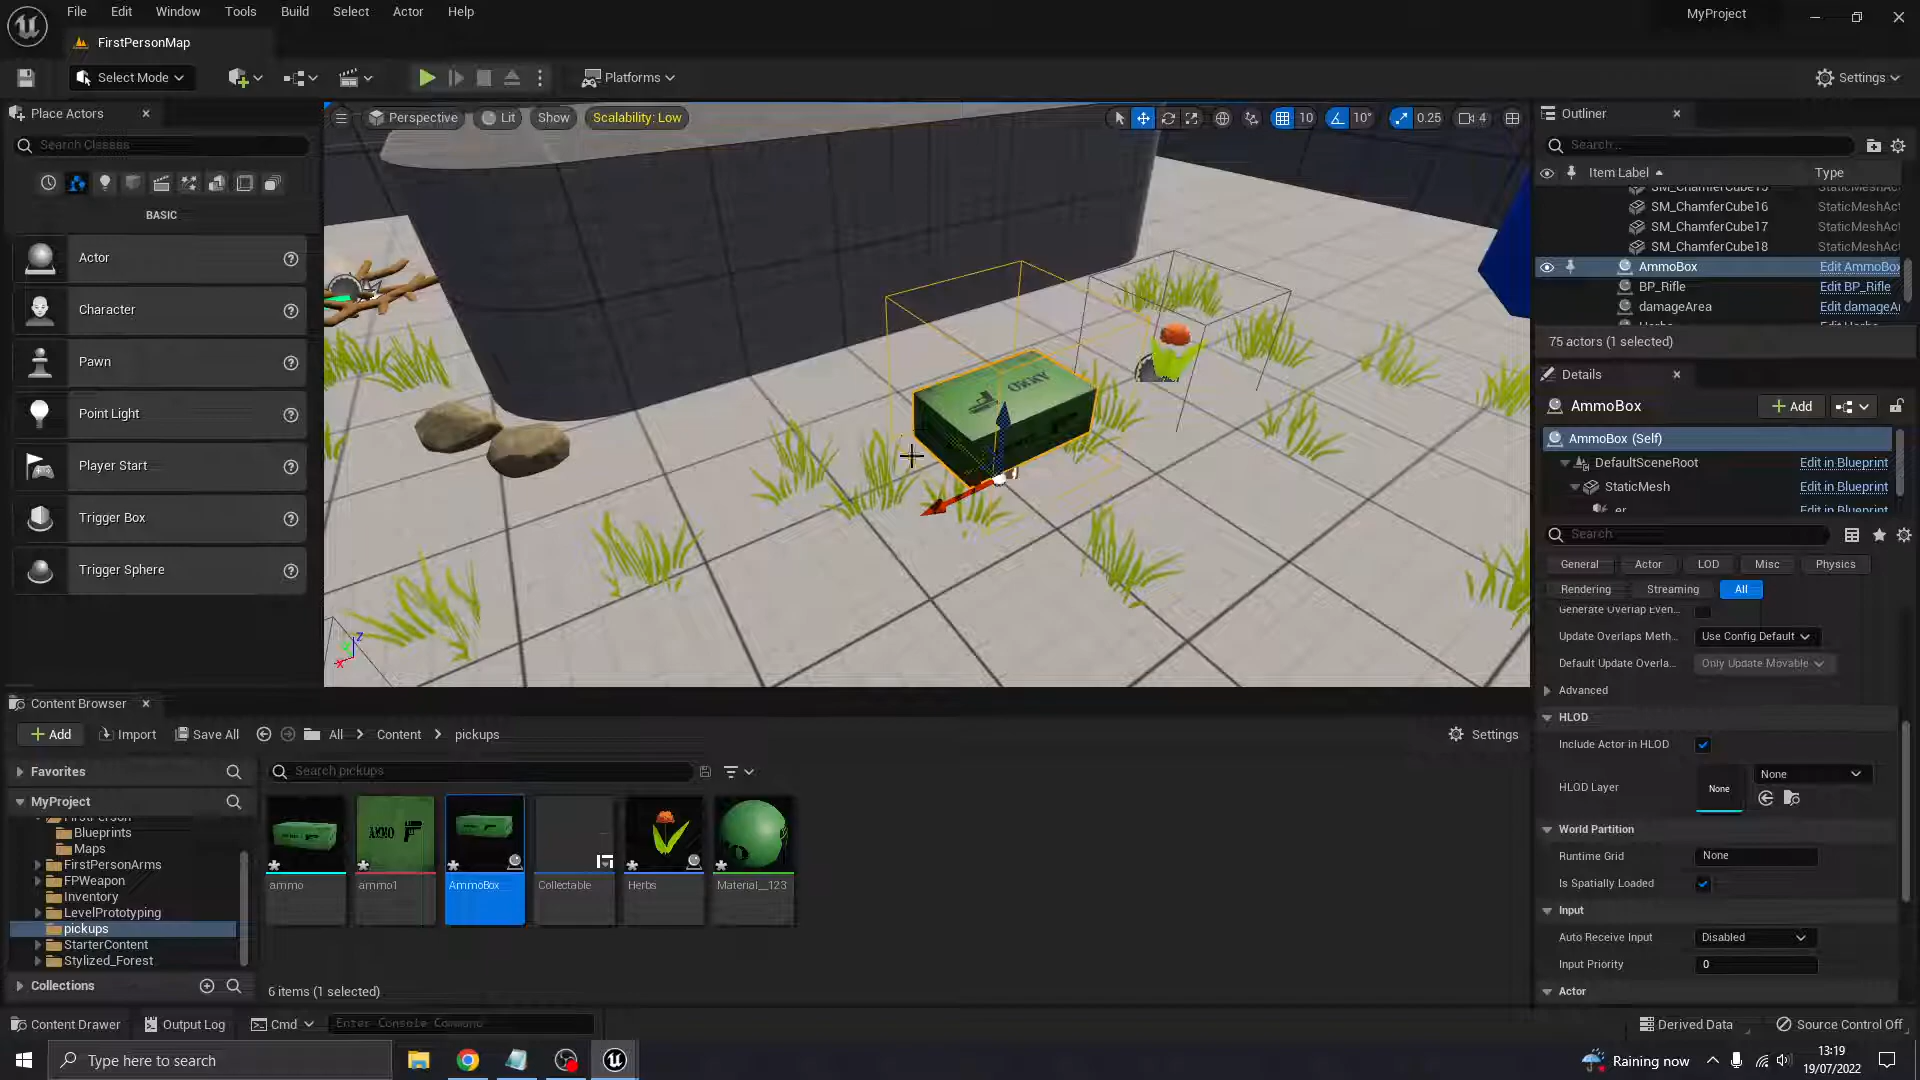 File Edit Window Tools Build Select Actor Help
MyProject
FirstPersonMap
Select Mode
Platforms
Settings
Place Actors
Search Classes
BASIC
Actor
Character
Pawn
Point Light
Player Start
Trigger Box
Trigger Sphere
Perspective Lit Show Scalability: Low
10 10° 0.25 4
AMMO
Z
X
Outliner
Search...
Item Label Type
SM_ChamferCube15 StaticMeshAct
SM_ChamferCube16 StaticMeshAct
SM_ChamferCube17 StaticMeshAct
SM_ChamferCube18 StaticMeshAct
AmmoBox Edit AmmoBox
BP_Rifle Edit BP_Rifle
damageArea Edit damageAr
Herbs Edit Herbs
75 actors (1 selected)
Details
AmmoBox
Add
AmmoBox (Self)
DefaultSceneRoot Edit in Blueprint
StaticMesh Edit in Blueprint
er Edit in Blueprint
Search
General Actor LOD Misc Physics
Rendering Streaming All
Generate Overlap Even...
Update Overlaps Meth... Use Config Default
Default Update Overla... Only Update Movable
Advanced
HLOD
Include Actor in HLOD
HLOD Layer None None
World Partition
Runtime Grid None
Is Spatially Loaded
Input
Auto Receive Input Disabled
Input Priority 0
Actor
Content Browser
Add Import Save All All Content pickups Settings
Favorites
Search pickups
MyProject
FirstPerson
Blueprints
Maps
FirstPersonArms
FPWeapon
Inventory
LevelPrototyping
pickups
StarterContent
Stylized_Forest
Collections
AMMO
ammo ammo1 AmmoBox Collectable Herbs Material__123
6 items (1 selected)
Content Drawer Output Log Cmd Enter Console Command Derived Data Source Control Off
Type here to search
Raining now
13:19
19/07/2022